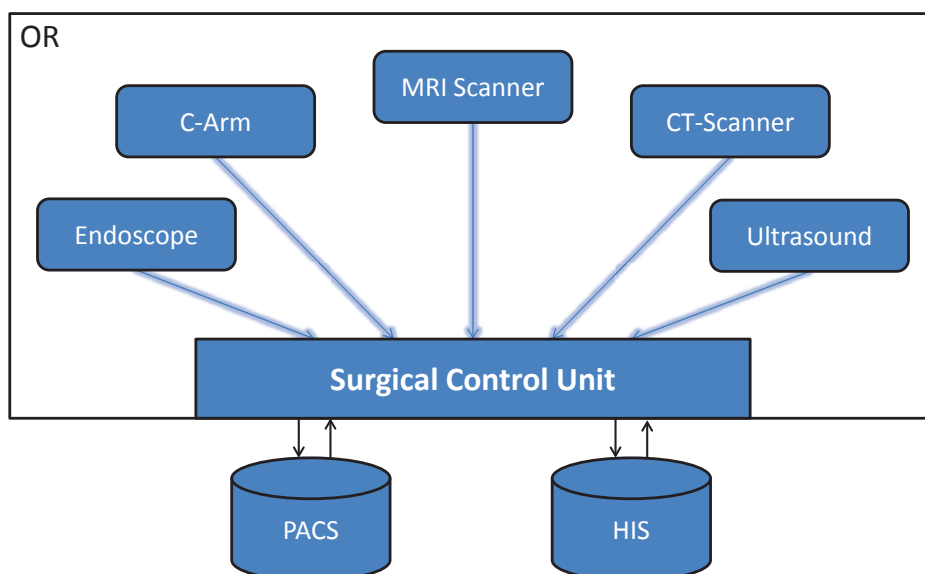 OR
MRI Scanner
C-Arm
CT-Scanner
Endoscope
Ultrasound
Surgical Control Unit
PACS
HIS